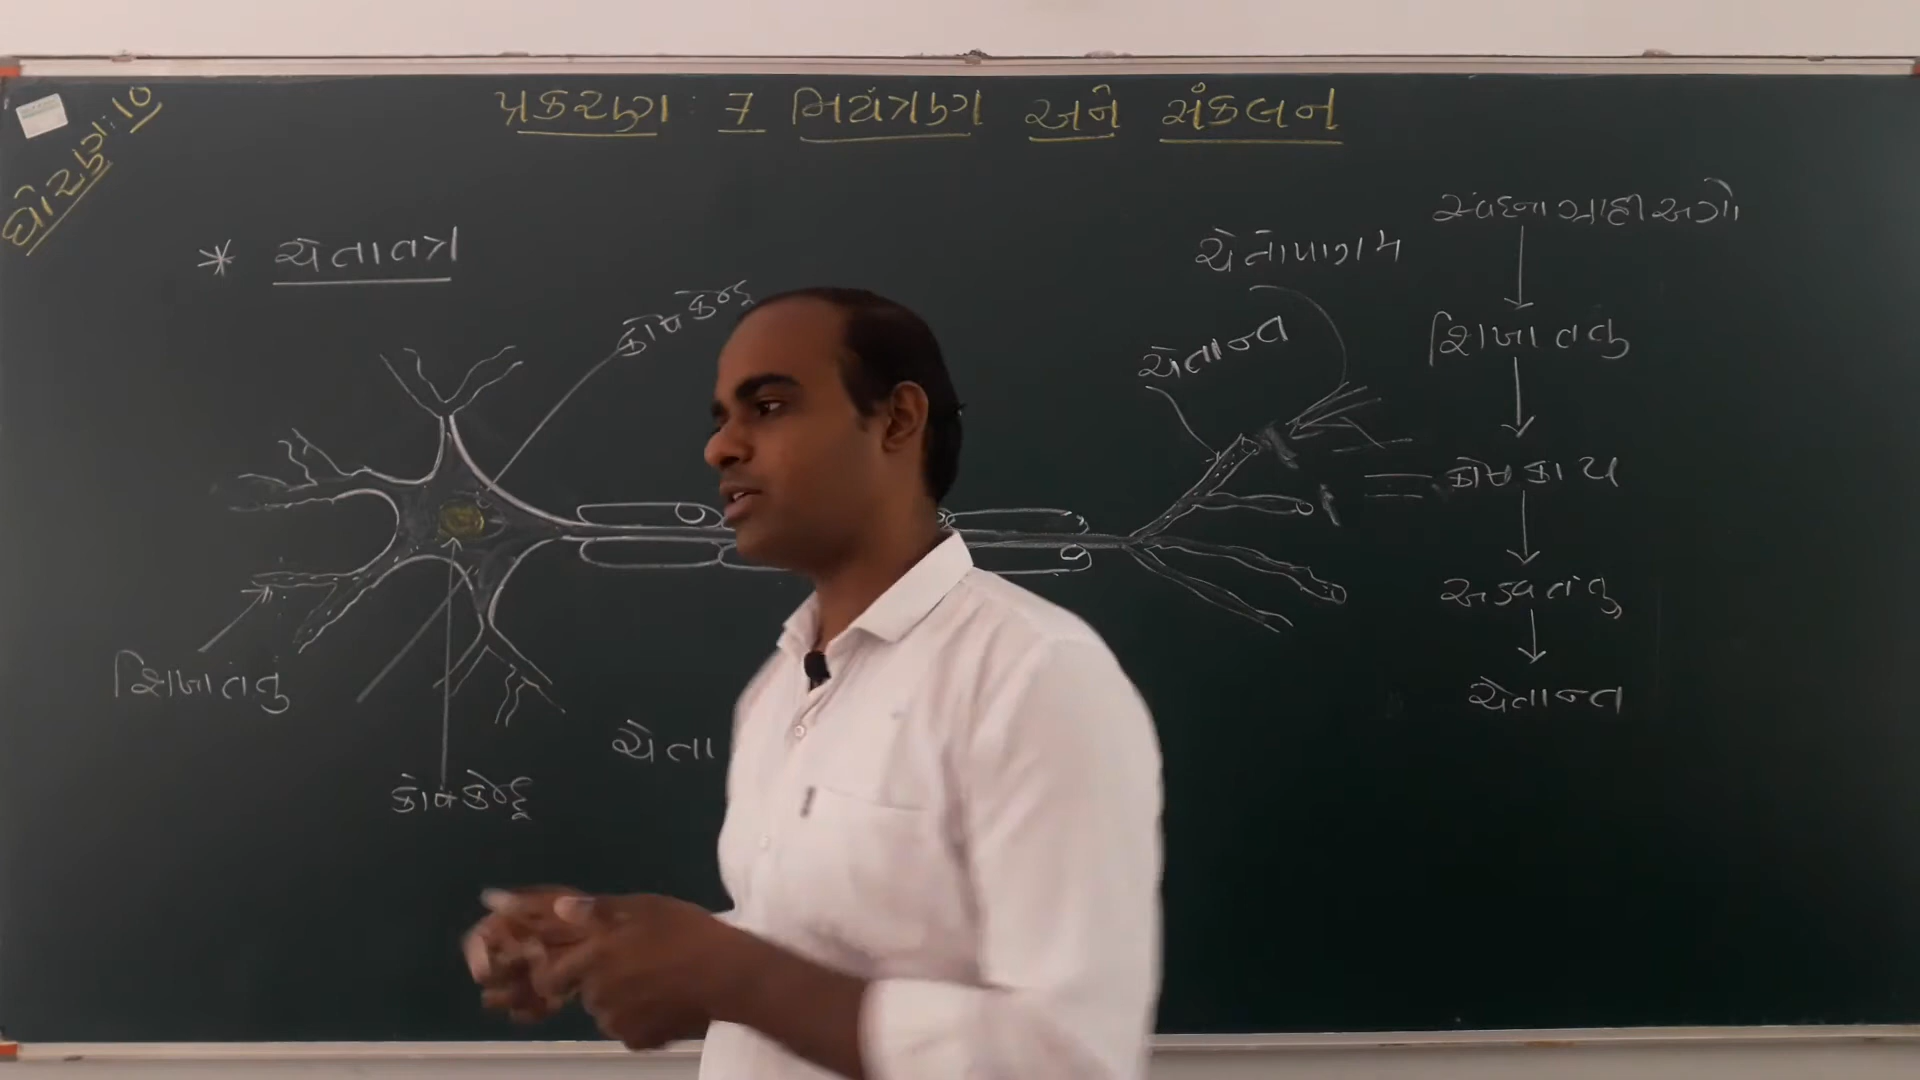 ધોરણ:10
પ્રકરણ : 7 નિયંત્રણ અને સંકલન
* ચેતાતંત્ર
કોષકેન્દ્ર
ચેતોપાગમ
ચેતાન્ત
શિખાતંતુ
કોષકેન્દ્ર
ચેતા
સંવેદનાગ્રાહી અંગો
શિખાતંતુ
કોષકાય
અક્ષતંતુ
ચેતાન્ત